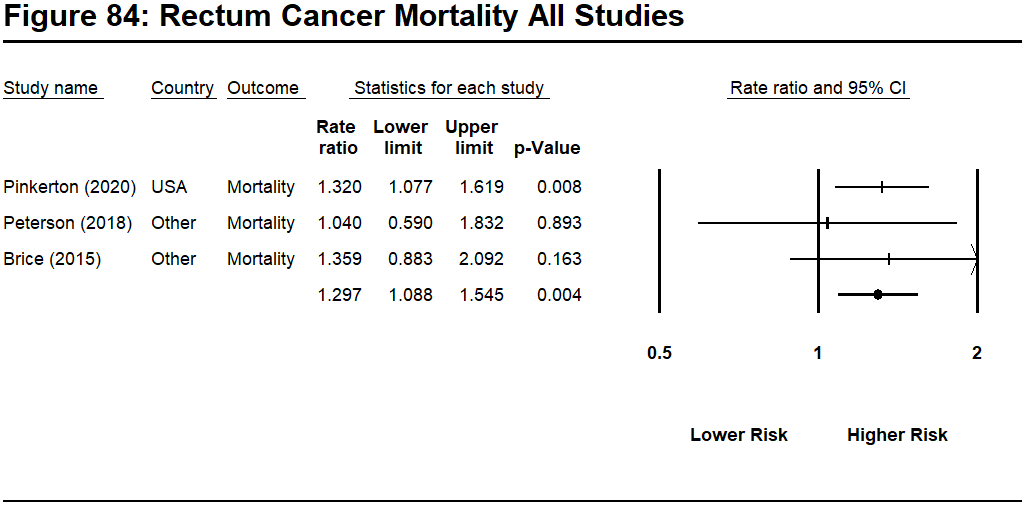 Figure 84: Rectum Cancer Mortality All Studies
Study name Country Outcome Statistics for each study Rate ratio and 95% CI
Rate Lower Upper
ratio limit limit p-Value
Pinkerton (2020) USA Mortality 1.320 1.077 1.619 0.008
Peterson (2018) Other Mortality 1.040 0.590 1.832 0.893
Brice (2015) Other Mortality 1.359 0.883 2.092 0.163
1.297 1.088 1.545 0.004
0.5 1 2
Lower Risk Higher Risk